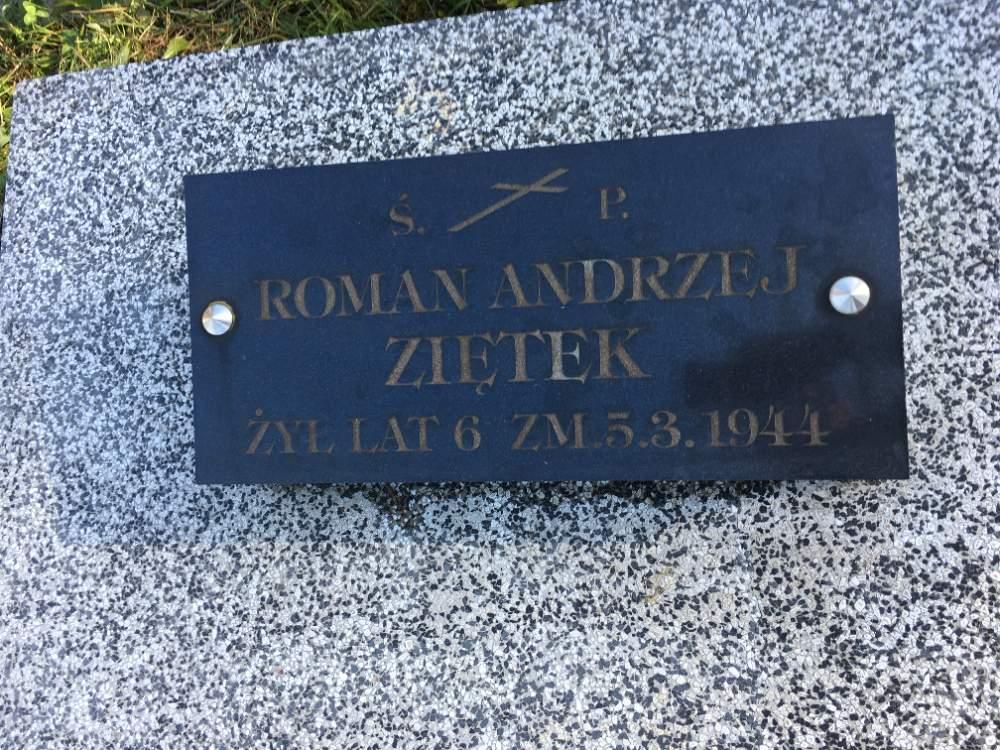 Ś. P.
ROMAN ANDRZEJ
ZIĘTEK
ŻYŁ LAT 6 ZM.5.3.1944